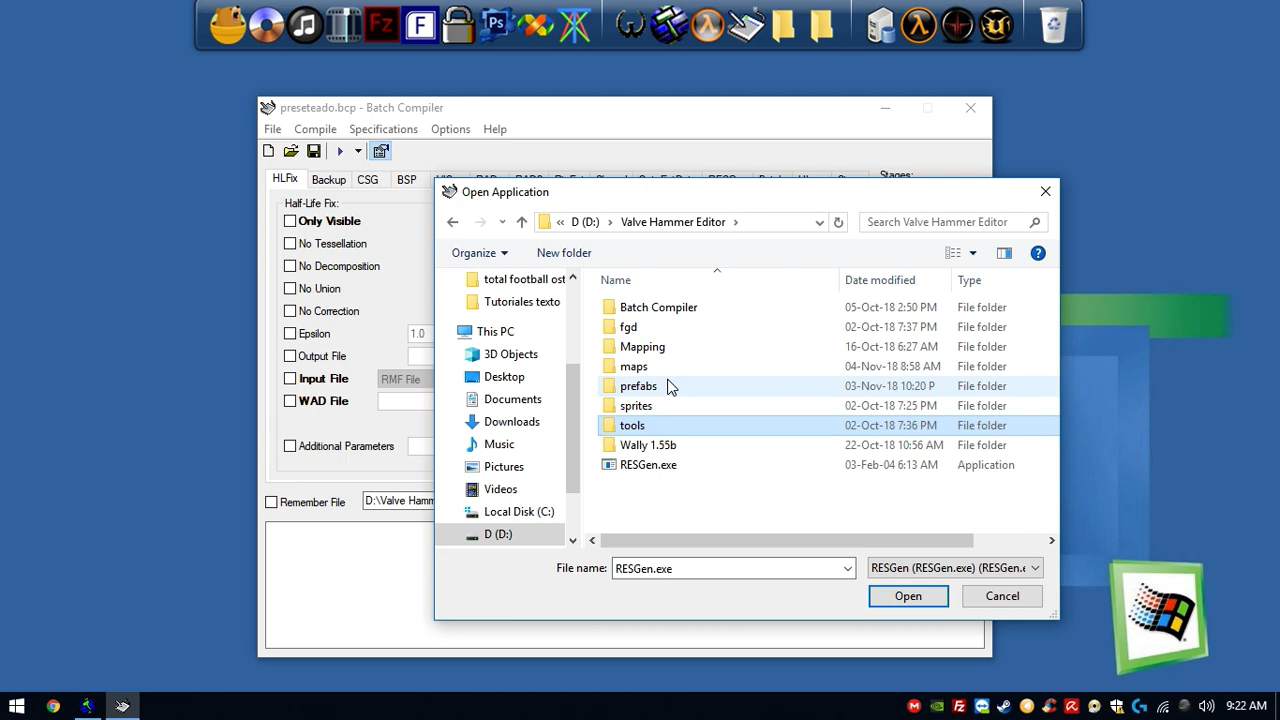 Fz
F
Ps
preseteado.bcp - Batch Compiler
File Compile Specifications Options Help
HLFix Backup CSG BSP
Half-Life Fix:
Only Visible
No Tessellation
No Decomposition
No Union
No Correction
Epsilon 1.0
Output File
Input File RMF File
WAD File
Additional Parameters
Remember File D:\Valve Hamm
Open Application
« D (D:) › Valve Hammer Editor ›
Search Valve Hammer Editor
Organize New folder
total football ost
Tutoriales texto
This PC
3D Objects
Desktop
Documents
Downloads
Music
Pictures
Videos
Local Disk (C:)
D (D:)
Name Date modified Type
Batch Compiler 05-Oct-18 2:50 PM File folder
fgd 02-Oct-18 7:37 PM File folder
Mapping 16-Oct-18 6:27 AM File folder
maps 04-Nov-18 8:58 AM File folder
prefabs 03-Nov-18 10:20 P File folder
sprites 02-Oct-18 7:25 PM File folder
tools 02-Oct-18 7:36 PM File folder
Wally 1.55b 22-Oct-18 10:56 AM File folder
RESGen.exe 03-Feb-04 6:13 AM Application
File name: RESGen.exe
RESGen (RESGen.exe) (RESGen.e
Open Cancel
9:22 AM